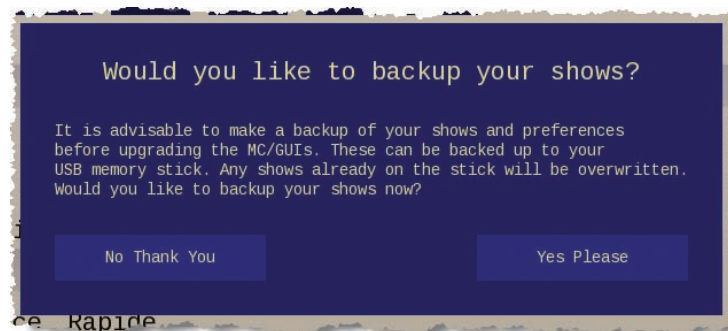 Would you like to backup your shows?
It is advisable to make a backup of your shows and preferences
before upgrading the MC/GUIs. These can be backed up to your
USB memory stick. Any shows already on the stick will be overwritten.
Would you like to backup your shows now?
No Thank You
Yes Please
ce Rapide